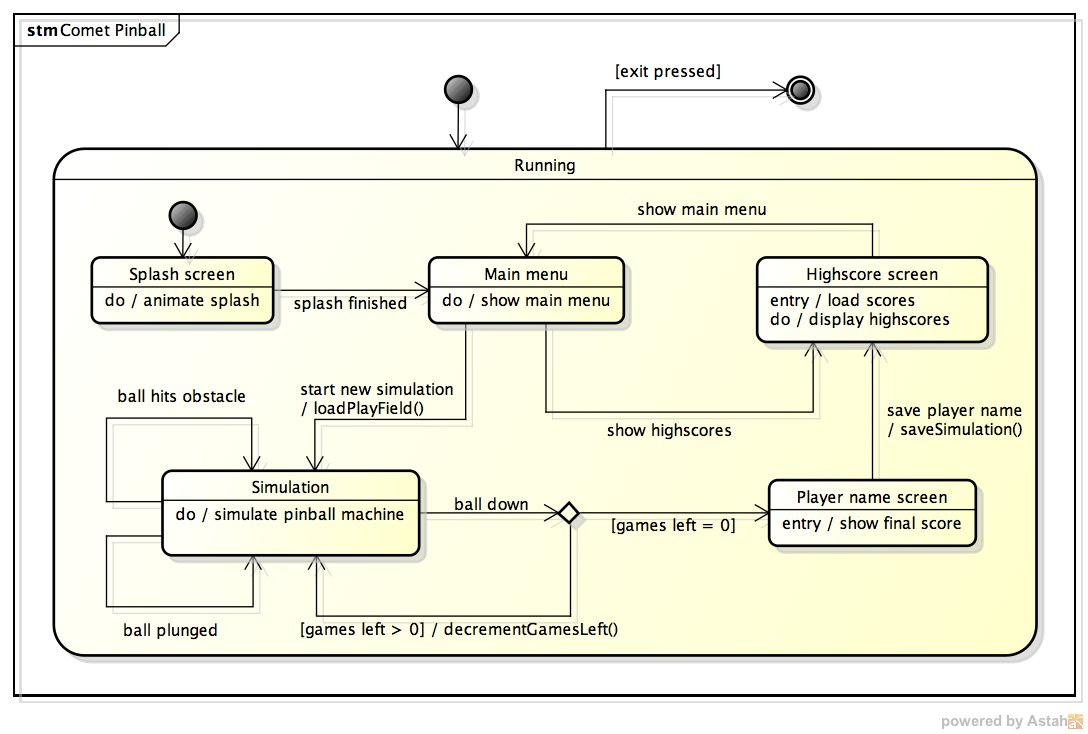 stm Comet Pinball
[exit pressed]
Running
show main menu
Splash screen
do / animate splash
splash finished
Main menu
do / show main menu
Highscore screen
entry / load scores
do / display highscores
ball hits obstacle
start new simulation
/ loadPlayField()
show highscores
save player name
/ saveSimulation()
Simulation
do / simulate pinball machine
ball down
[games left = 0]
Player name screen
entry / show final score
ball plunged
[games left > 0] / decrementGamesLeft()
powered by Astah